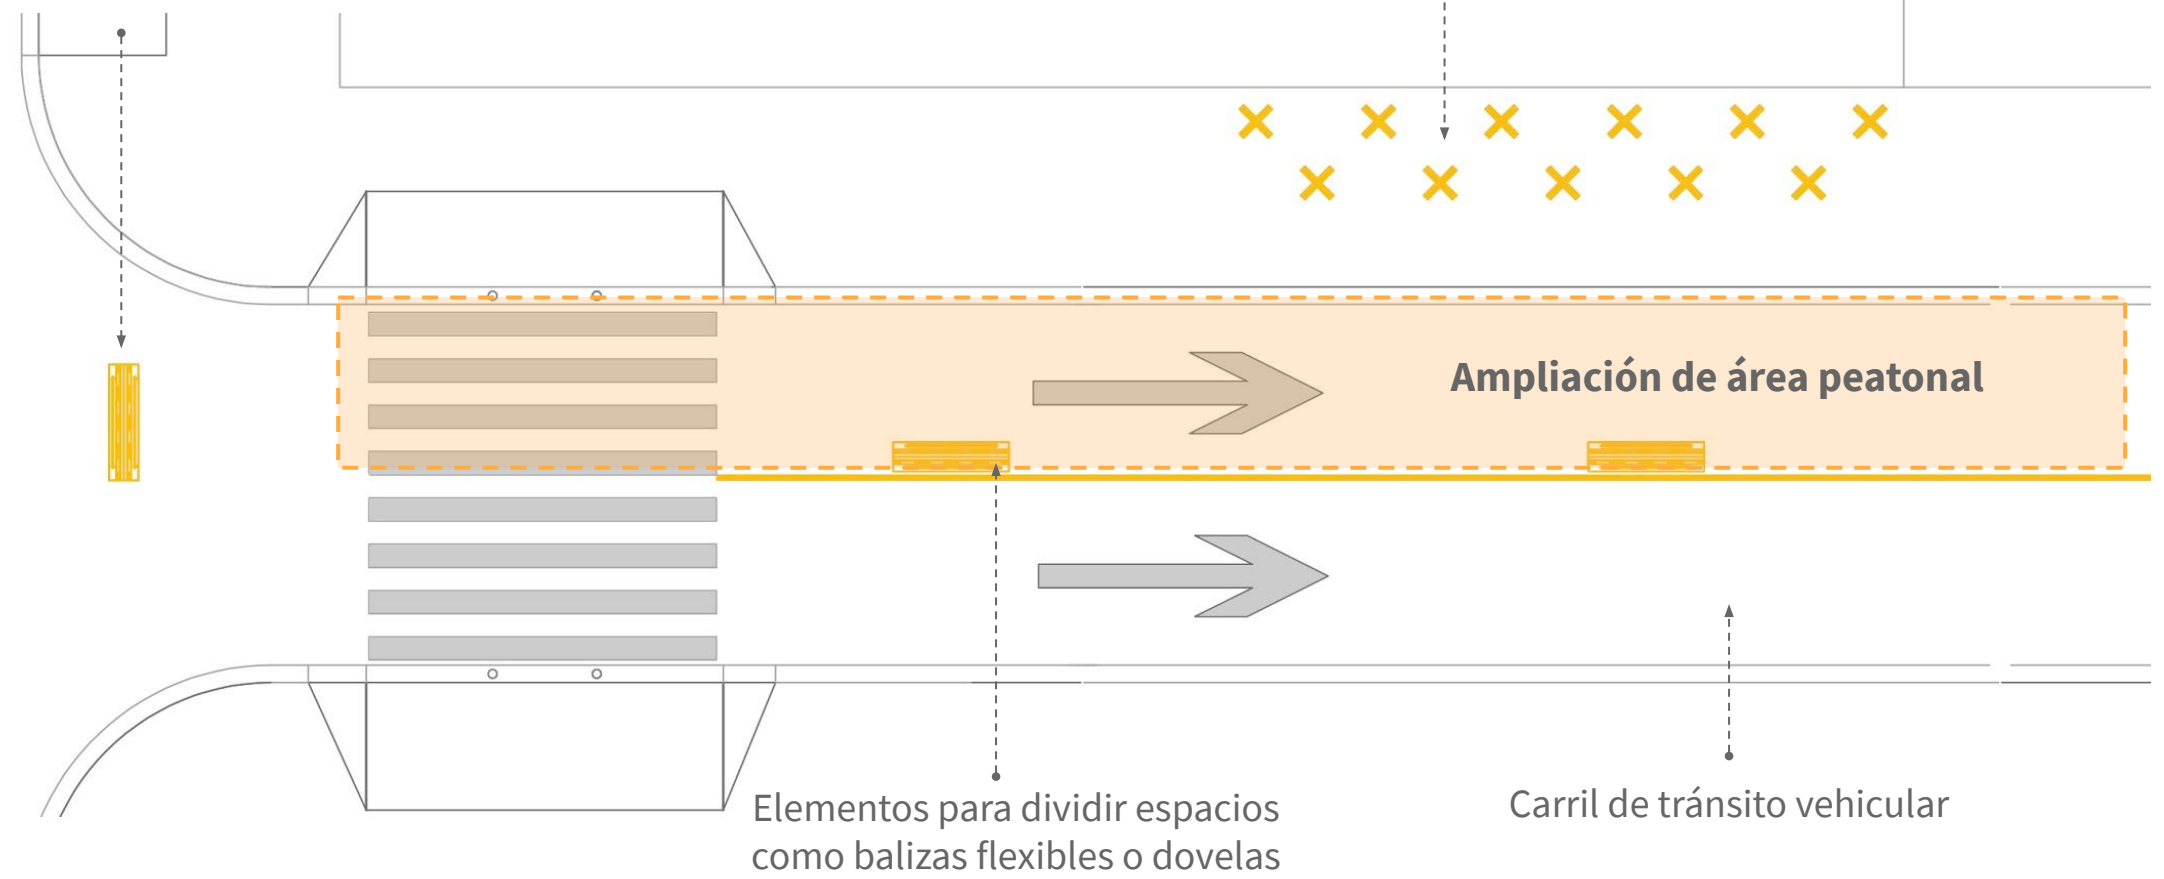 Ampliación de área peatonal
Elementos para dividir espacios
como balizas flexibles o dovelas
Carril de tránsito vehicular